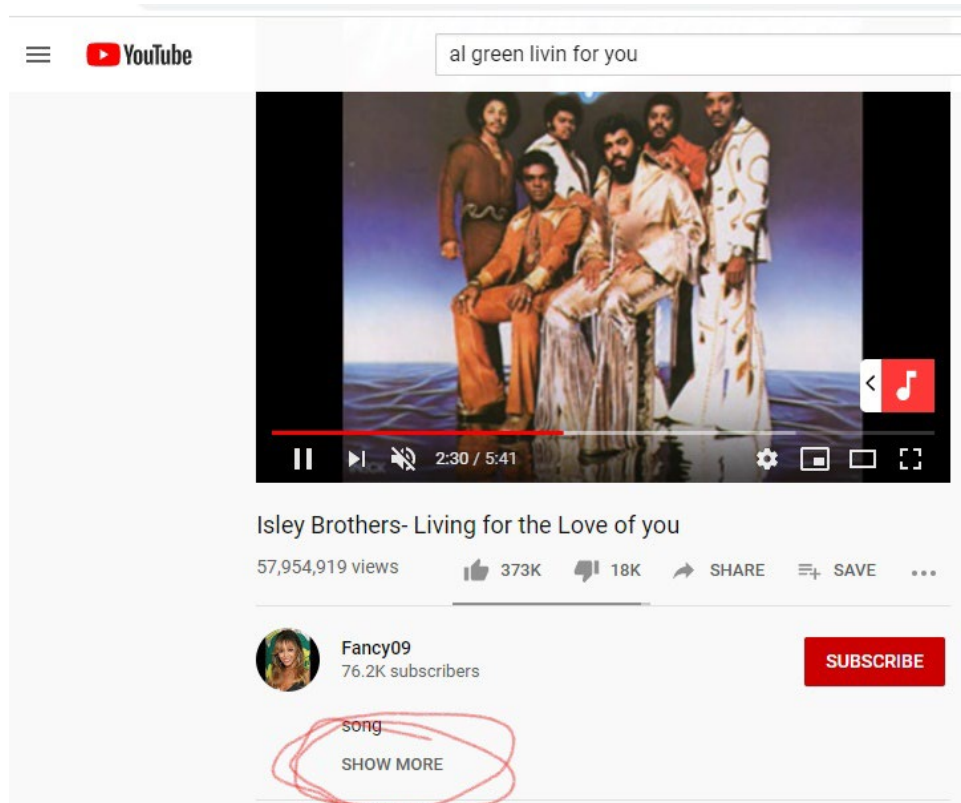 YouTube
al green livin for you
2:30 / 5:41
Isley Brothers- Living for the Love of you
57,954,919 views 373K 18K SHARE SAVE
Fancy09
76.2K subscribers
SUBSCRIBE
song
SHOW MORE